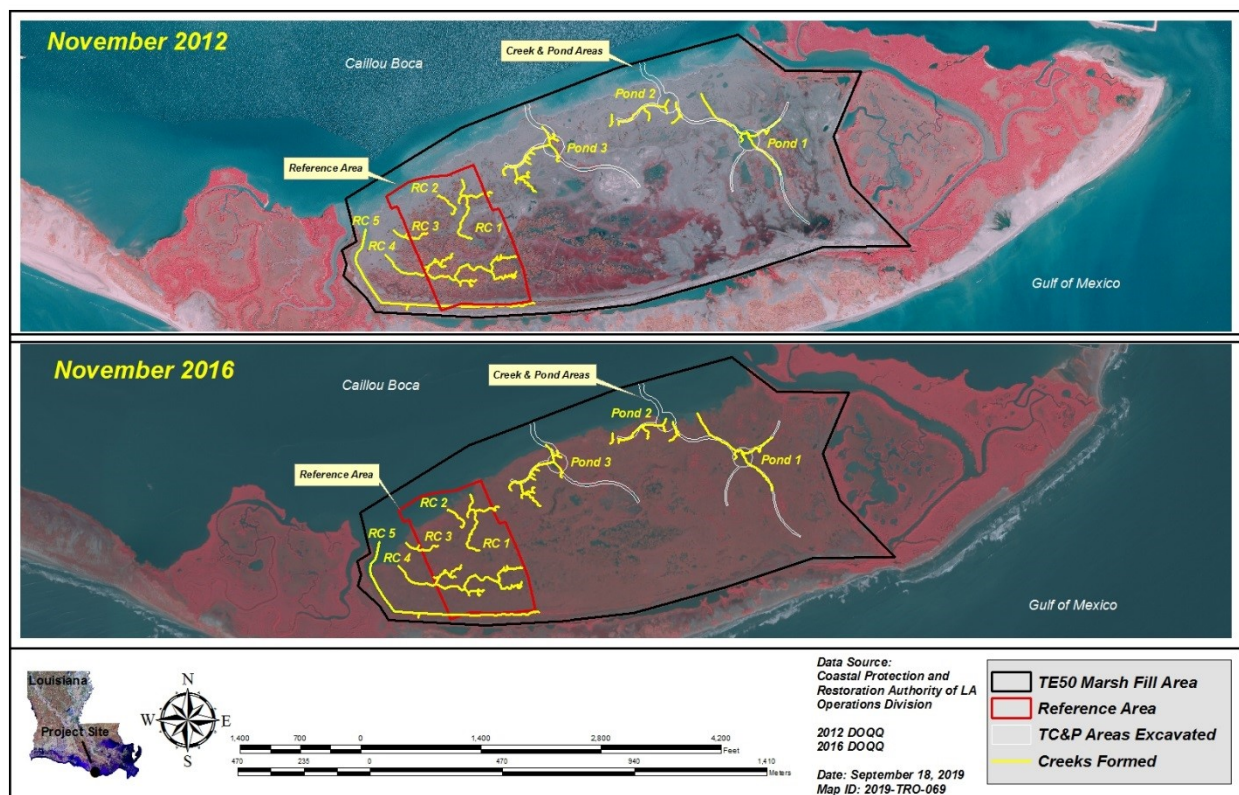 November 2012
Caillou Boca
Creek & Pond Areas
Pond 2
Pond 1
Pond 3
Reference Area
RC 2
RC 5
RC 3
RC 1
RC 4
Gulf of Mexico
November 2016
Caillou Boca
Creek & Pond Areas
Pond 2
Pond 1
Pond 3
Reference Area
RC 2
RC 5
RC 3
RC 1
RC 4
Gulf of Mexico
Louisiana
Project Site
N
W
E
S
1,400 700 0 1,400 2,800 4,200
Feet
470 235 0 470 940 1,410
Meters
Data Source:
Coastal Protection and
Restoration Authority of LA
Operations Division
2012 DOQQ
2016 DOQQ
Date: September 18, 2019
Map ID: 2019-TRO-069
TE50 Marsh Fill Area
Reference Area
TC&P Areas Excavated
Creeks Formed